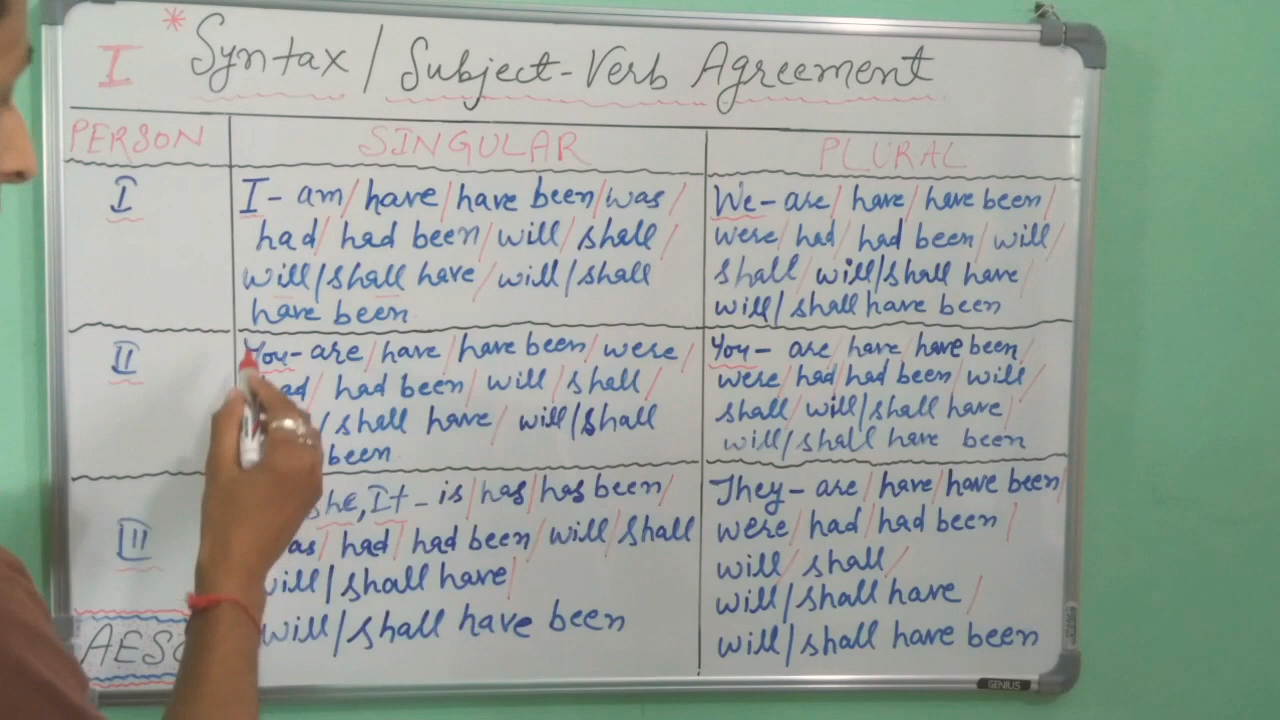 * I Syntax / Subject-Verb Agreement
PERSON SINGULAR PLURAL
I
I - am/ have/ have been/ was/
had/ had been/ will/ shall/
will/shall have/ will/shall
have been
We - are/ have/ have been/
were/ had/ had been/ will/
shall/ will/shall have/
will/shall have been
II
You - are/ have/ have been/ were/
had/ had been/ will/ shall/
/shall have/ will/shall
been
You - are/ have/ have been/
were/ had/ had been/ will/
shall/ will/shall have/
will/shall have been
III
she, It - is/ has/ has been/
was/ had/ had been/ will/ shall
will/shall have/
will/shall have been
They - are/ have/ have been/
were/ had/ had been/
will/ shall/
will/shall have/
will/shall have been
GENIUS